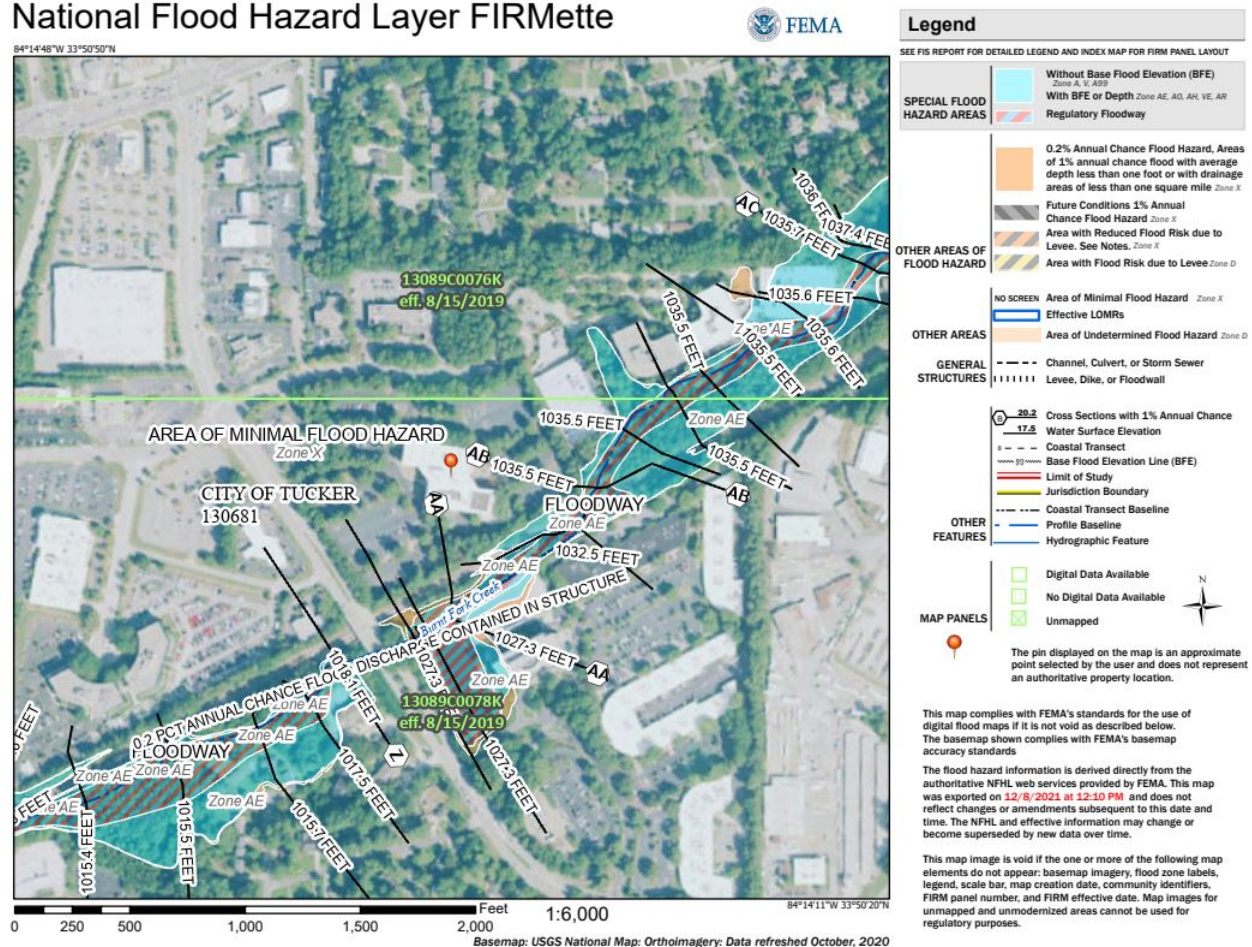 National Flood Hazard Layer FIRMette
FEMA
84°14'48"W 33°50'50"N
1036 FE
AC 1035.7 FEET
1037.4 FEE
13089C0076K
eff. 8/15/2019
1035.6 FEET
1035.5 FEET
Zone AE
1035.5 FEET
1035.6 FEET
1035.5 FEET
Zone AE
AREA OF MINIMAL FLOOD HAZARD
Zone X
AB 1035.5 FEET
1035.5 FEET
AB
CITY OF TUCKER
130681
AA
FLOODWAY
Zone AE
1032.5 FEET
Zone AE
Burnt Fork Creek
0.2 PCT ANNUAL CHANCE FLOOD DISCHARGE CONTAINED IN STRUCTURE
1027.3 FEET
AA
1018.1 FEET
Z
1027.3 FEET
Zone AE
13089C0078K
eff. 8/15/2019
Zone AE
Zone AE
FLOODWAY
1017.5 FEET
1027.3 FEET
Zone AE
Zone AE
Zone AE
1015.4 FEET
1015.5 FEET
1015.7 FEET
84°14'11"W 33°50'20"N
0 250 500 1,000 1,500 2,000
Feet
1:6,000
Basemap: USGS National Map: Orthoimagery: Data refreshed October, 2020
Legend
SEE FIS REPORT FOR DETAILED LEGEND AND INDEX MAP FOR FIRM PANEL LAYOUT
SPECIAL FLOOD
HAZARD AREAS
Without Base Flood Elevation (BFE)
Zone A, V, A99
With BFE or Depth Zone AE, AO, AH, VE, AR
Regulatory Floodway
OTHER AREAS OF
FLOOD HAZARD
0.2% Annual Chance Flood Hazard, Areas
of 1% annual chance flood with average
depth less than one foot or with drainage
areas of less than one square mile Zone X
Future Conditions 1% Annual
Chance Flood Hazard Zone X
Area with Reduced Flood Risk due to
Levee. See Notes. Zone X
Area with Flood Risk due to Levee Zone D
OTHER AREAS
NO SCREEN Area of Minimal Flood Hazard Zone X
Effective LOMRs
Area of Undetermined Flood Hazard Zone D
GENERAL
STRUCTURES
Channel, Culvert, or Storm Sewer
Levee, Dike, or Floodwall
OTHER
FEATURES
B 20.2 Cross Sections with 1% Annual Chance
17.5 Water Surface Elevation
8 Coastal Transect
513 Base Flood Elevation Line (BFE)
Limit of Study
Jurisdiction Boundary
Coastal Transect Baseline
Profile Baseline
Hydrographic Feature
MAP PANELS
Digital Data Available
No Digital Data Available
Unmapped
N
The pin displayed on the map is an approximate
point selected by the user and does not represent
an authoritative property location.
This map complies with FEMA's standards for the use of
digital flood maps if it is not void as described below.
The basemap shown complies with FEMA's basemap
accuracy standards
The flood hazard information is derived directly from the
authoritative NFHL web services provided by FEMA. This map
was exported on 12/8/2021 at 12:10 PM and does not
reflect changes or amendments subsequent to this date and
time. The NFHL and effective information may change or
become superseded by new data over time.
This map image is void if the one or more of the following map
elements do not appear: basemap imagery, flood zone labels,
legend, scale bar, map creation date, community identifiers,
FIRM panel number, and FIRM effective date. Map images for
unmapped and unmodernized areas cannot be used for
regulatory purposes.